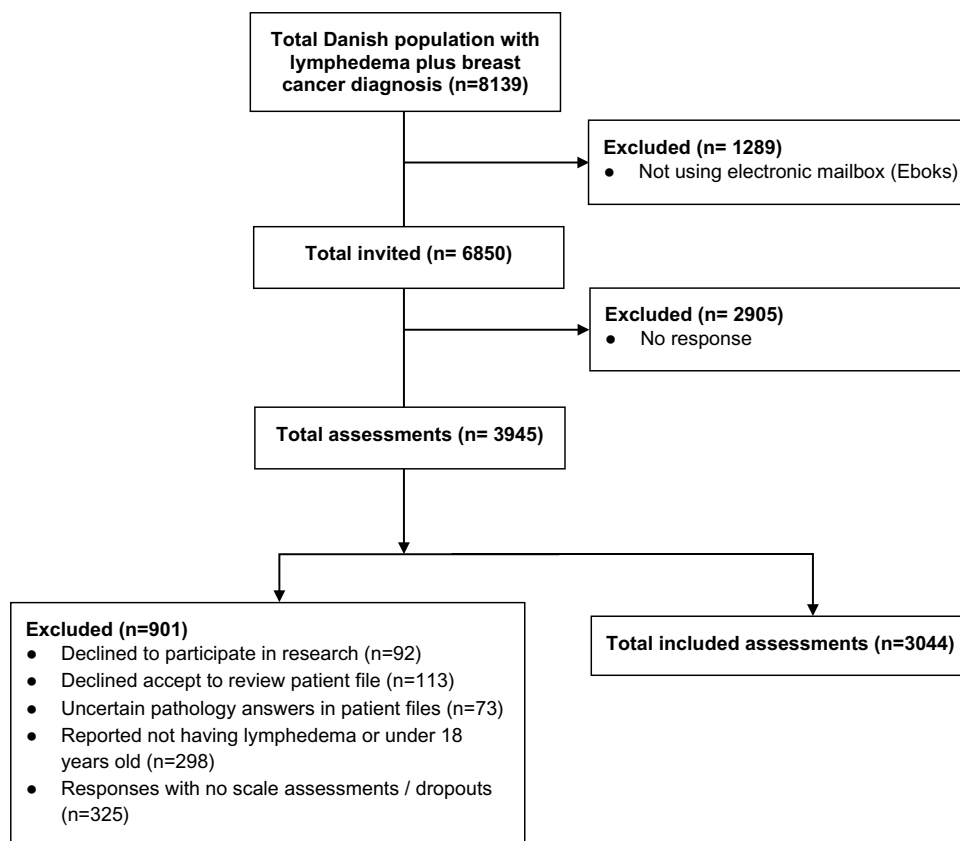 Total Danish population with
lymphedema plus breast
cancer diagnosis (n=8139)
Excluded (n= 1289)
● Not using electronic mailbox (Eboks)
Total invited (n= 6850)
Excluded (n= 2905)
● No response
Total assessments (n= 3945)
Excluded (n=901)
● Declined to participate in research (n=92)
● Declined accept to review patient file (n=113)
● Uncertain pathology answers in patient files (n=73)
● Reported not having lymphedema or under 18
years old (n=298)
● Responses with no scale assessments / dropouts
(n=325)
Total included assessments (n=3044)